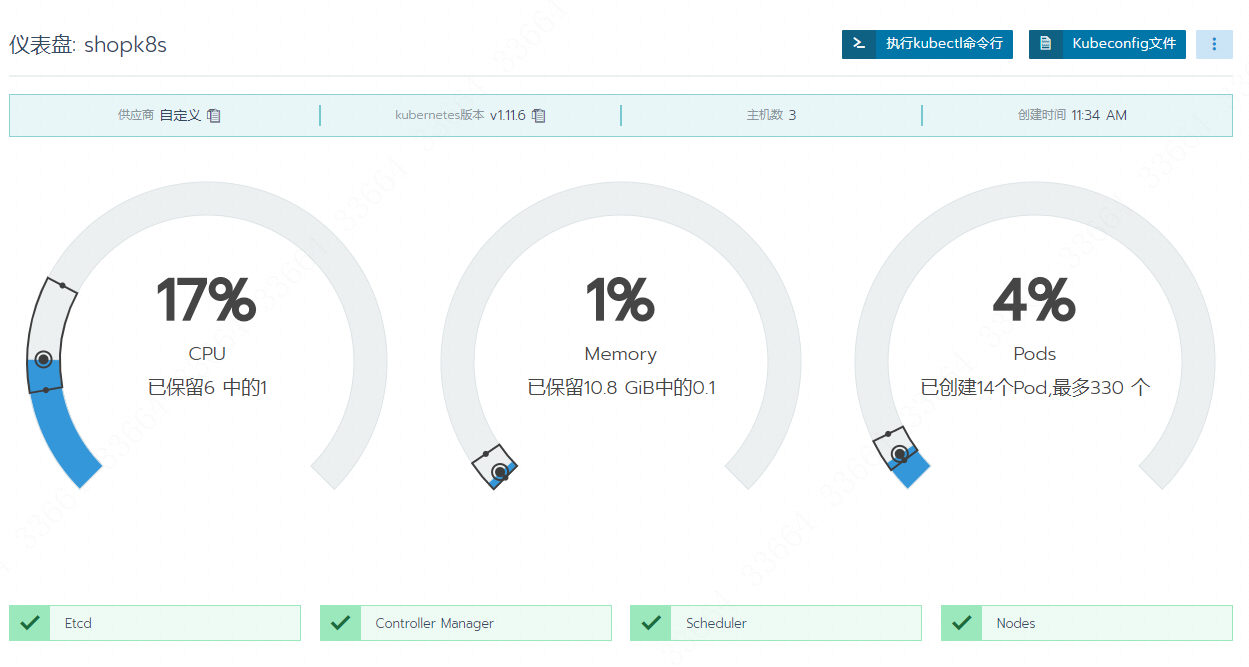 仪表盘: shopk8s
执行kubectl命令行
Kubeconfig文件
供应商 自定义
kubernetes版本 v1.11.6
主机数 3
创建时间 11:34 AM
17%
CPU
已保留6 中的1
1%
Memory
已保留10.8 GiB中的0.1
4%
Pods
已创建14个Pod,最多330 个
Etcd
Controller Manager
Scheduler
Nodes
33664